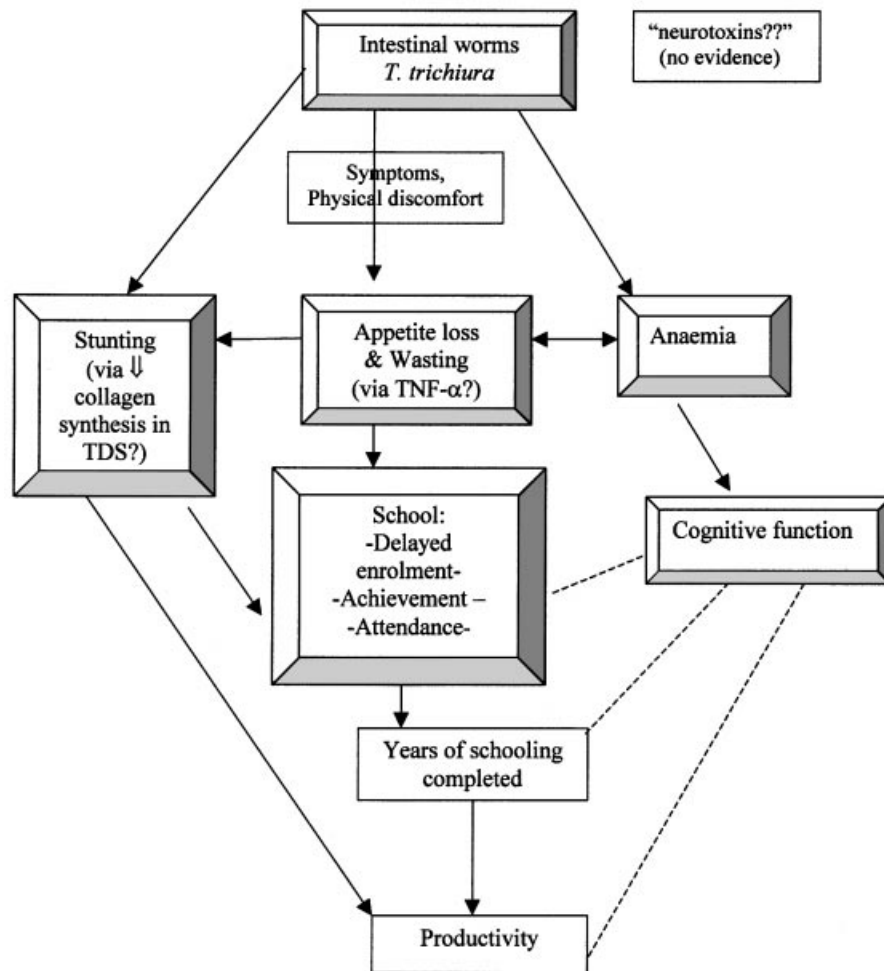 Intestinal worms
T. trichiura
“neurotoxins??”
(no evidence)
Symptoms,
Physical discomfort
Stunting
(via ⇓
collagen
synthesis in
TDS?)
Appetite loss
& Wasting
(via TNF-α?)
Anaemia
School:
-Delayed
enrolment-
-Achievement –
-Attendance-
Cognitive function
Years of schooling
completed
Productivity